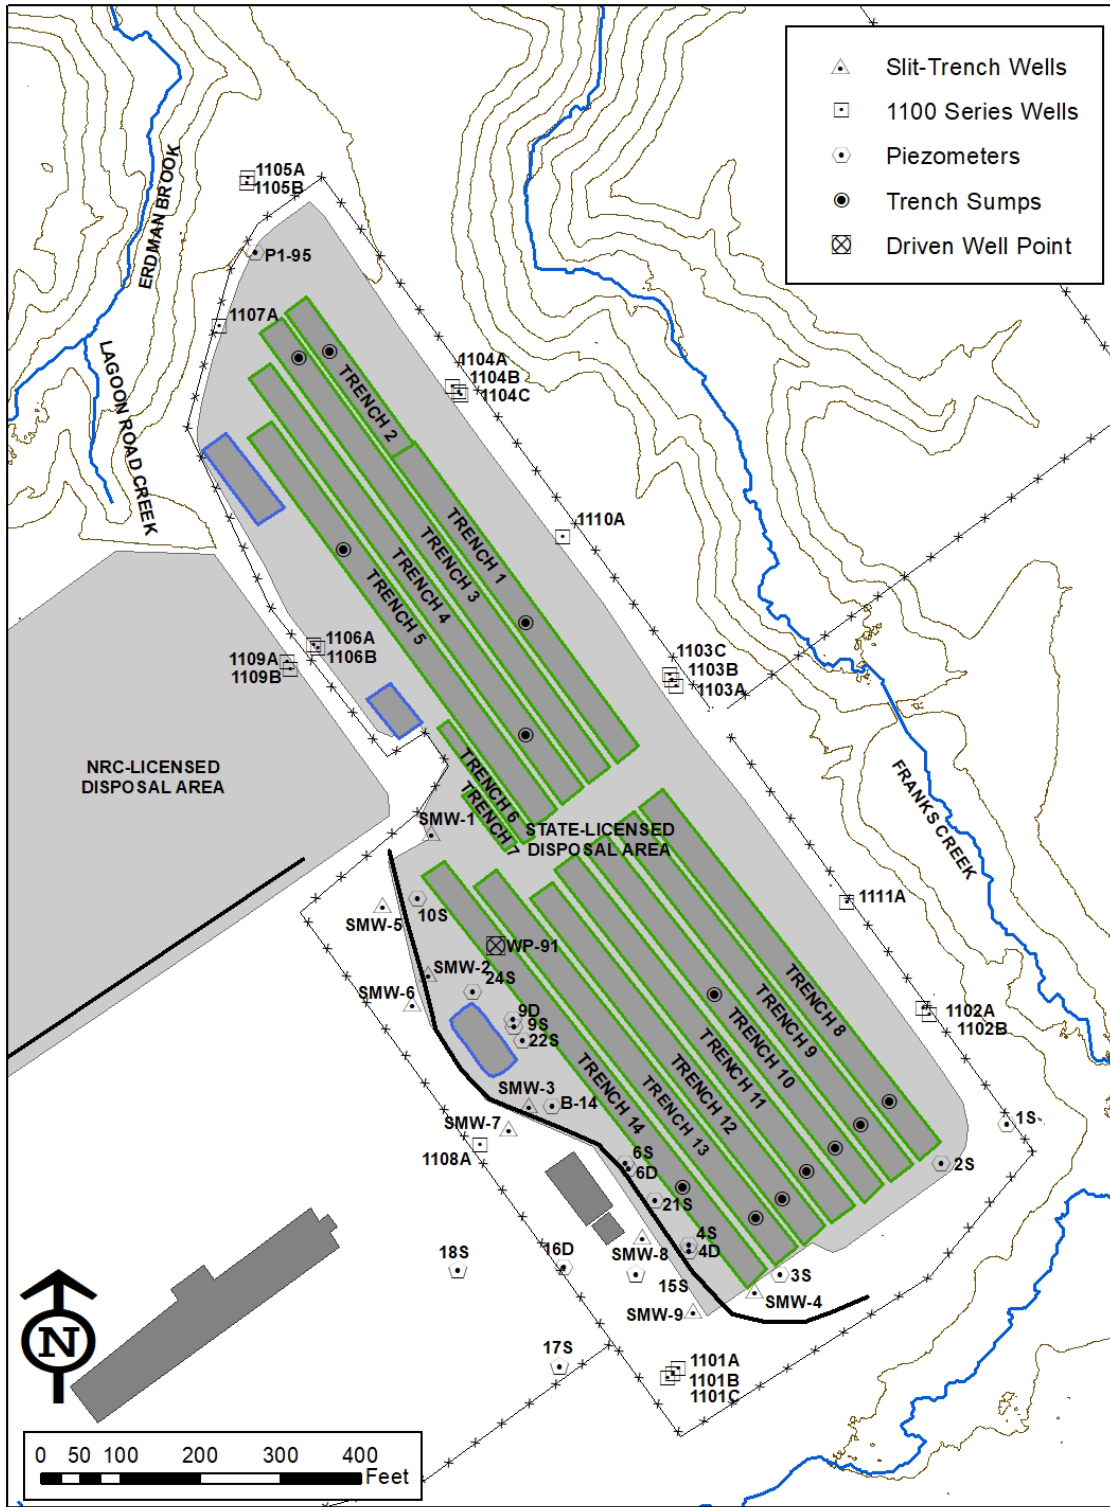 Slit-Trench Wells
1100 Series Wells
Piezometers
Trench Sumps
Driven Well Point
ERDMAN BROOK
LAGOON ROAD CREEK
FRANKS CREEK
1105A
1105B
P1-95
1107A
1104A
1104B
1104C
TRENCH 2
TRENCH 1
TRENCH 3
TRENCH 4
TRENCH 5
1110A
1106A
1106B
1109A
1109B
1103C
1103B
1103A
NRC-LICENSED
DISPOSAL AREA
TRENCH 6
TRENCH 7
SMW-1
STATE-LICENSED
DISPOSAL AREA
10S
SMW-5
WP-91
1111A
SMW-2
24S
SMW-6
9D
9S
22S
TRENCH 8
TRENCH 9
TRENCH 10
TRENCH 11
TRENCH 12
TRENCH 13
TRENCH 14
1102A
1102B
SMW-3
B-14
SMW-7
1108A
1S
2S
6S
6D
21S
4S
4D
SMW-8
18S
16D
15S
3S
SMW-4
SMW-9
17S
1101A
1101B
1101C
N
0 50 100 200 300 400
Feet